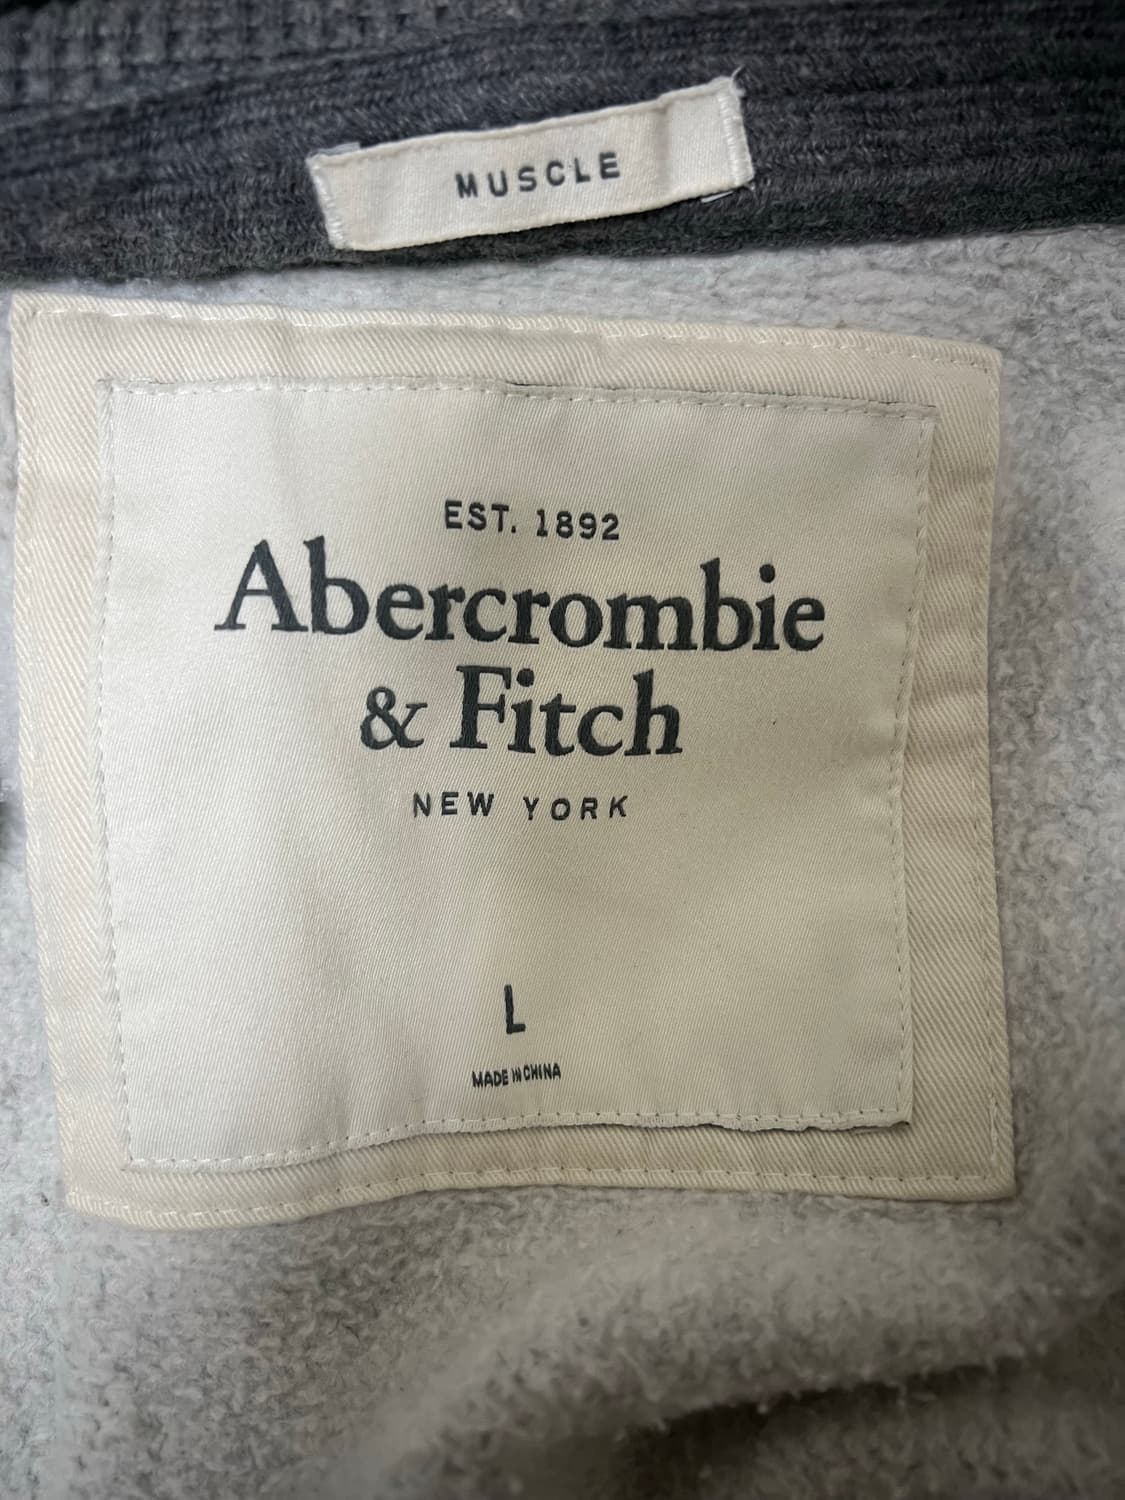 MUSCLE
EST. 1892
Abercrombie
& Fitch
NEW YORK
L
MADE IN CHINA